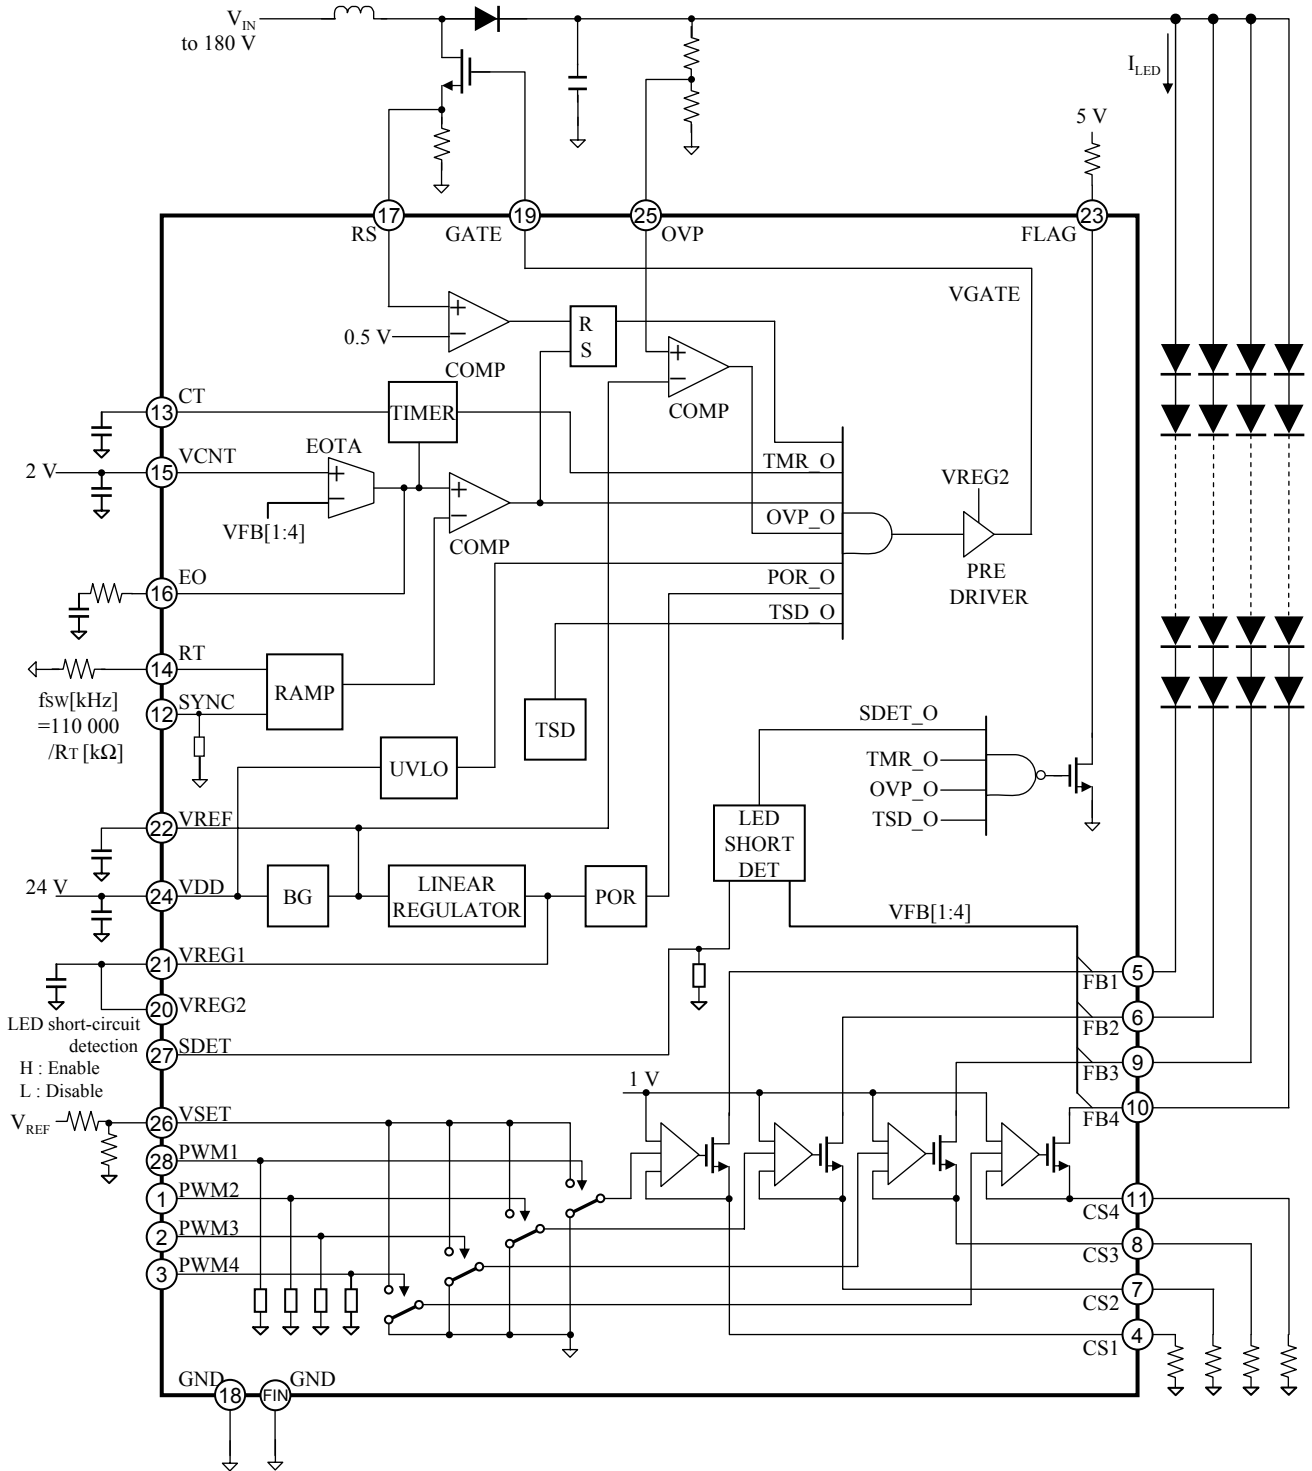 V_IN
to 180 V
I_LED
5 V
17
19
25
23
RS
GATE
OVP
FLAG
VGATE
+
−
0.5 V
COMP
R
S
+
−
COMP
13
CT
TIMER
15
VCNT
2 V
EOTA
+
−
VFB[1:4]
+
−
COMP
TMR_O
OVP_O
POR_O
TSD_O
VREG2
PRE
DRIVER
16
EO
14
RT
fsw[kHz]
=110 000
/RT [kΩ]
12
SYNC
RAMP
TSD
UVLO
SDET_O
TMR_O
OVP_O
TSD_O
LED
SHORT
DET
22
VREF
24 V
24
VDD
BG
LINEAR
REGULATOR
POR
VFB[1:4]
21
VREG1
20
VREG2
LED short-circuit
detection
H : Enable
L : Disable
27
SDET
5
FB1
6
FB2
9
FB3
10
FB4
1 V
V_REF
26
VSET
28
PWM1
1
PWM2
2
PWM3
3
PWM4
11
CS4
8
CS3
7
CS2
4
CS1
GND
18
FIN
GND